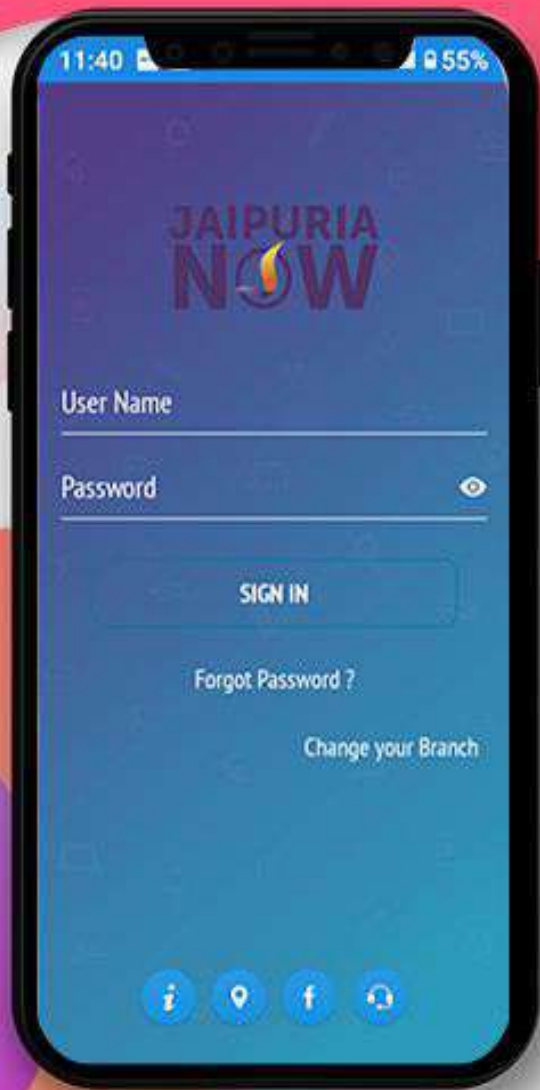 11:40
55%
JAIPURIA
NOW
User Name
Password
SIGN IN
Forgot Password ?
Change your Branch